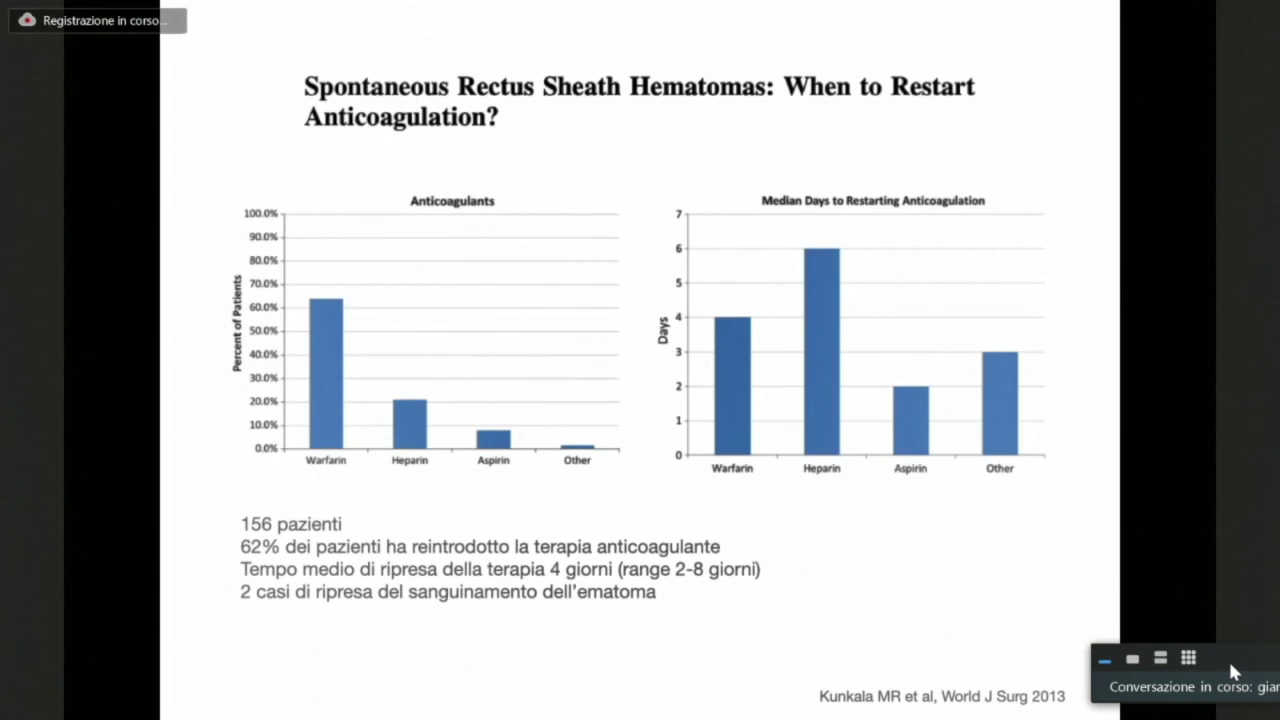 Registrazione in corso...
Spontaneous Rectus Sheath Hematomas: When to Restart
Anticoagulation?
Anticoagulants
100.0%
90.0%
80.0%
70.0%
60.0%
50.0%
40.0%
30.0%
20.0%
10.0%
0.0%
Percent of Patients
Warfarin Heparin Aspirin Other
Median Days to Restarting Anticoagulation
7
6
5
4
3
2
1
0
Days
Warfarin Heparin Aspirin Other
156 pazienti
62% dei pazienti ha reintrodotto la terapia anticoagulante
Tempo medio di ripresa della terapia 4 giorni (range 2-8 giorni)
2 casi di ripresa del sanguinamento dell'ematoma
Kunkala MR et al, World J Surg 2013
Conversazione in corso: